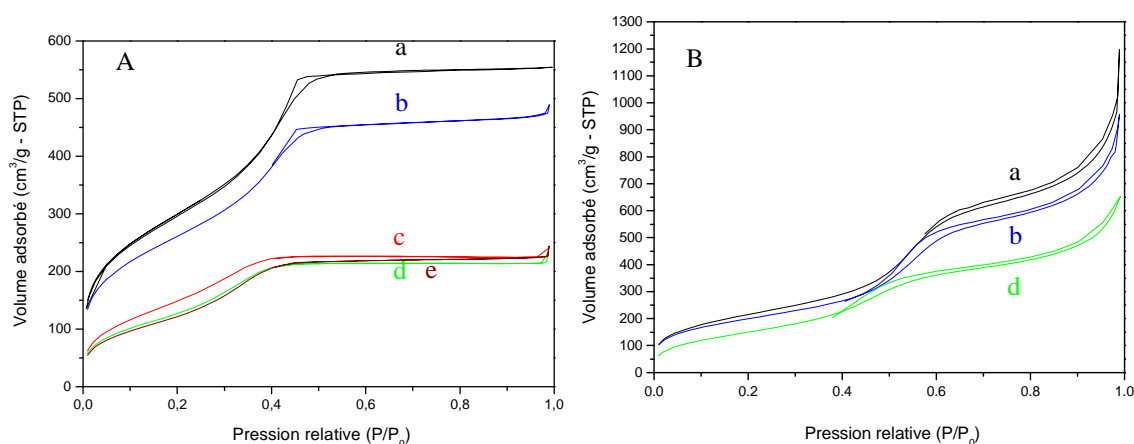 A
a
b
c
d
e
600
500
400
300
200
100
0
0,0
0,2
0,4
0,6
0,8
1,0
Volume adsorbé (cm³/g - STP)
Pression relative (P/P₀)
B
a
b
d
1300
1200
1100
1000
900
800
700
600
500
400
300
200
100
0
0.0
0.2
0.4
0.6
0.8
1.0
Volume adsorbé (cm³/g - STP)
Pression relative (P/P₀)